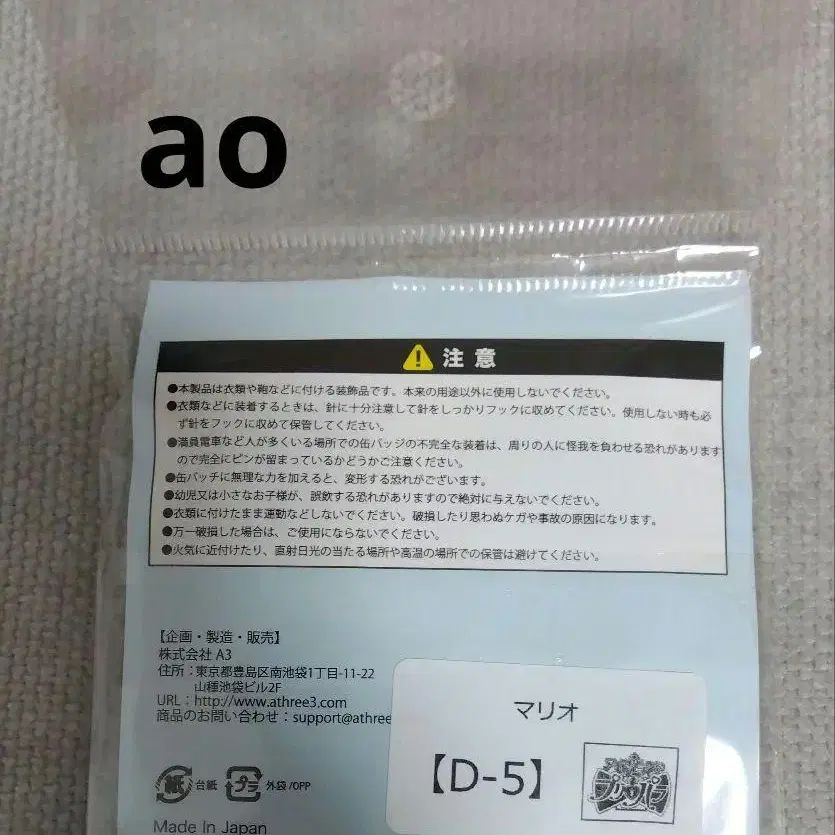 ao
注意
●本製品は衣類や鞄などに付ける装飾品です。本来の用途以外に使用しないでください。
●衣類などに装着するときは、針に十分注意して針をしっかりフックに収めてください。使用しない時も必
ず針をフックに収めて保管してください。
●満員電車など人が多くいる場所での缶バッジの不完全な装着は、周りの人に怪我を負わせる恐れがあります
ので完全にピンが留まっているかどうかご注意ください。
●缶バッチに無理な力を加えると、変形する恐れがございます。
●幼児又は小さなお子様が、誤飲する恐れがありますので絶対に与えないでください。
●衣類に付けたまま運動などしないでください。破損したり思わぬケガや事故の原因になります。
●万一破損した場合は、ご使用にならないでください。
●火気に近付けたり、直射日光の当たる場所や高温の場所での保管は避けてください。
【企画・製造・販売】
株式会社 A3
住所：東京都豊島区南池袋1丁目-11-22
山種池袋ビル2F
URL：http://www.athree3.com
商品のお問い合わせ：support@athree
マリオ
【D-5】
紙 台紙 プラ 外袋/OPP
Made In Japan